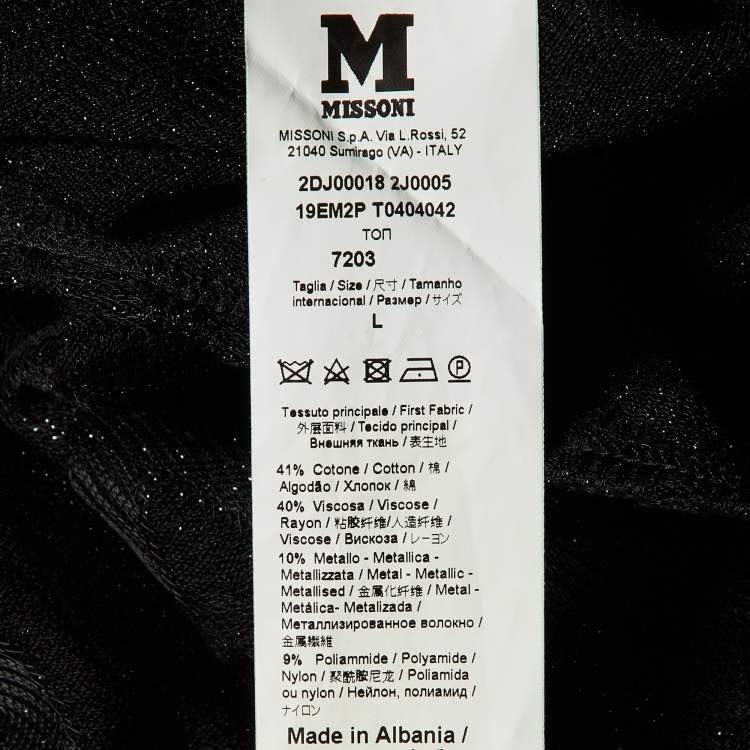 M
MISSONI
MISSONI S.p.A. Via L.Rossi, 52
21040 Sumirago (VA) - ITALY
2DJ00018 2J0005
19EM2P T0404042
ТОП
7203
Taglia / Size / 尺寸 / Tamanho
internacional / Размер / サイズ
L
P
Tessuto principale / First Fabric /
外层面料 / Tecido principal /
Внешняя ткань / 表生地
41% Cotone / Cotton / 棉 /
Algodão / Хлопок / 綿
40% Viscosa / Viscose /
Rayon / 粘胶纤维/人造纤维 /
Viscose / Вискоза / レーヨン
10% Metallo - Metallica -
Metallizzata / Metal - Metallic -
Metallised / 金属化纤维 / Metal -
Metálica- Metalizada /
Металлизированное волокно /
金属繊維
9% Poliammide / Polyamide /
Nylon / 聚酰胺尼龙 / Poliamida
ou nylon / Нейлон, полиамид /
ナイロン
Made in Albania /